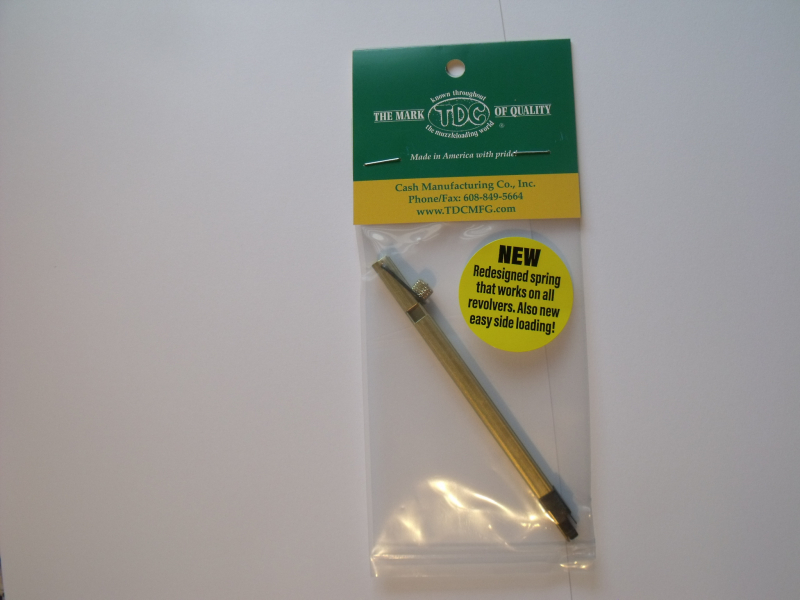 known throughout
THE MARK TDC OF QUALITY
®
the muzzleloading world
Made in America with pride!
Cash Manufacturing Co., Inc.
Phone/Fax: 608-849-5664
www.TDCMFG.com
NEW
Redesigned spring
that works on all
revolvers. Also new
easy side loading!